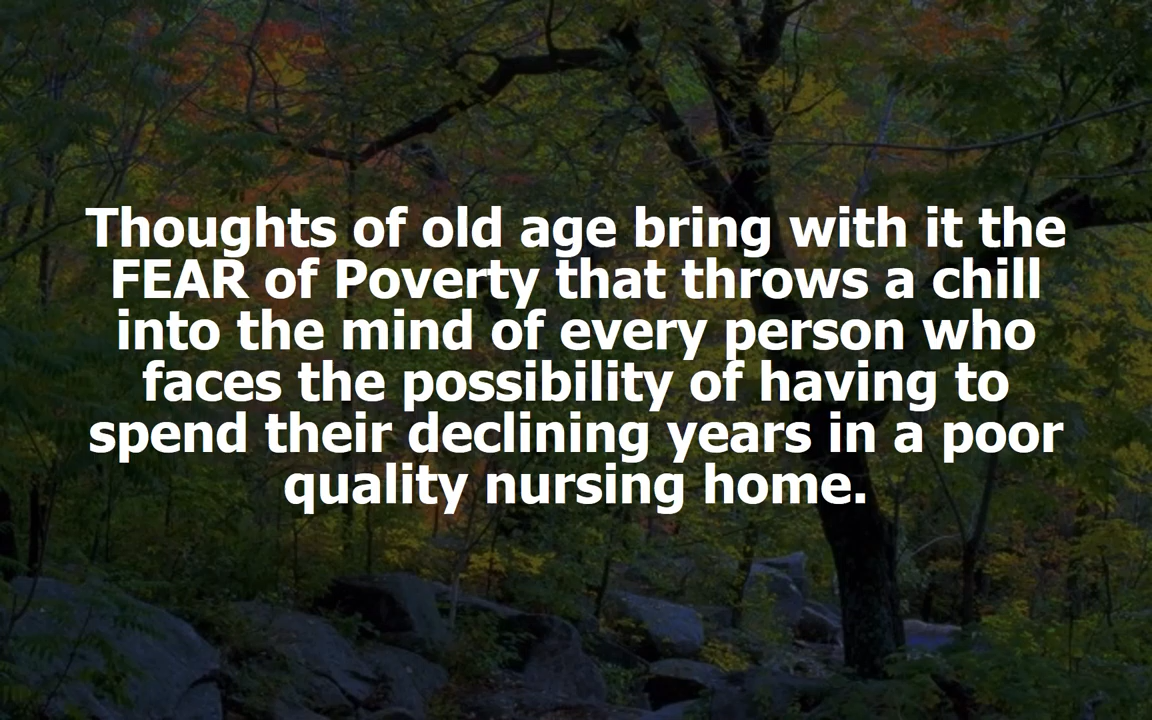 Thoughts of old age bring with it the
FEAR of Poverty that throws a chill
into the mind of every person who
faces the possibility of having to
spend their declining years in a poor
quality nursing home.